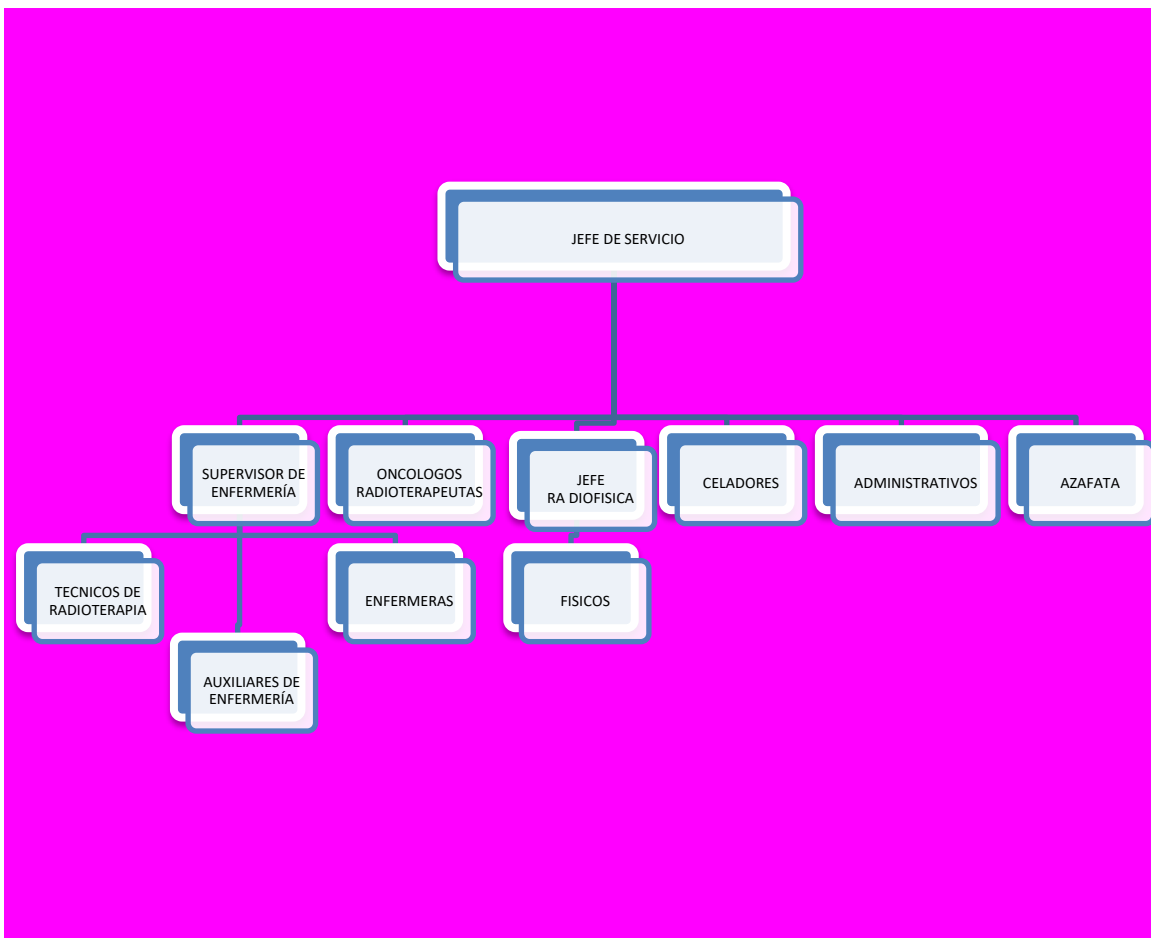 JEFE DE SERVICIO
SUPERVISOR DE
ENFERMERÍA
ONCOLOGOS
RADIOTERAPEUTAS
JEFE
RA DIOFISICA
CELADORES
ADMINISTRATIVOS
AZAFATA
TECNICOS DE
RADIOTERAPIA
ENFERMERAS
FISICOS
AUXILIARES DE
ENFERMERÍA